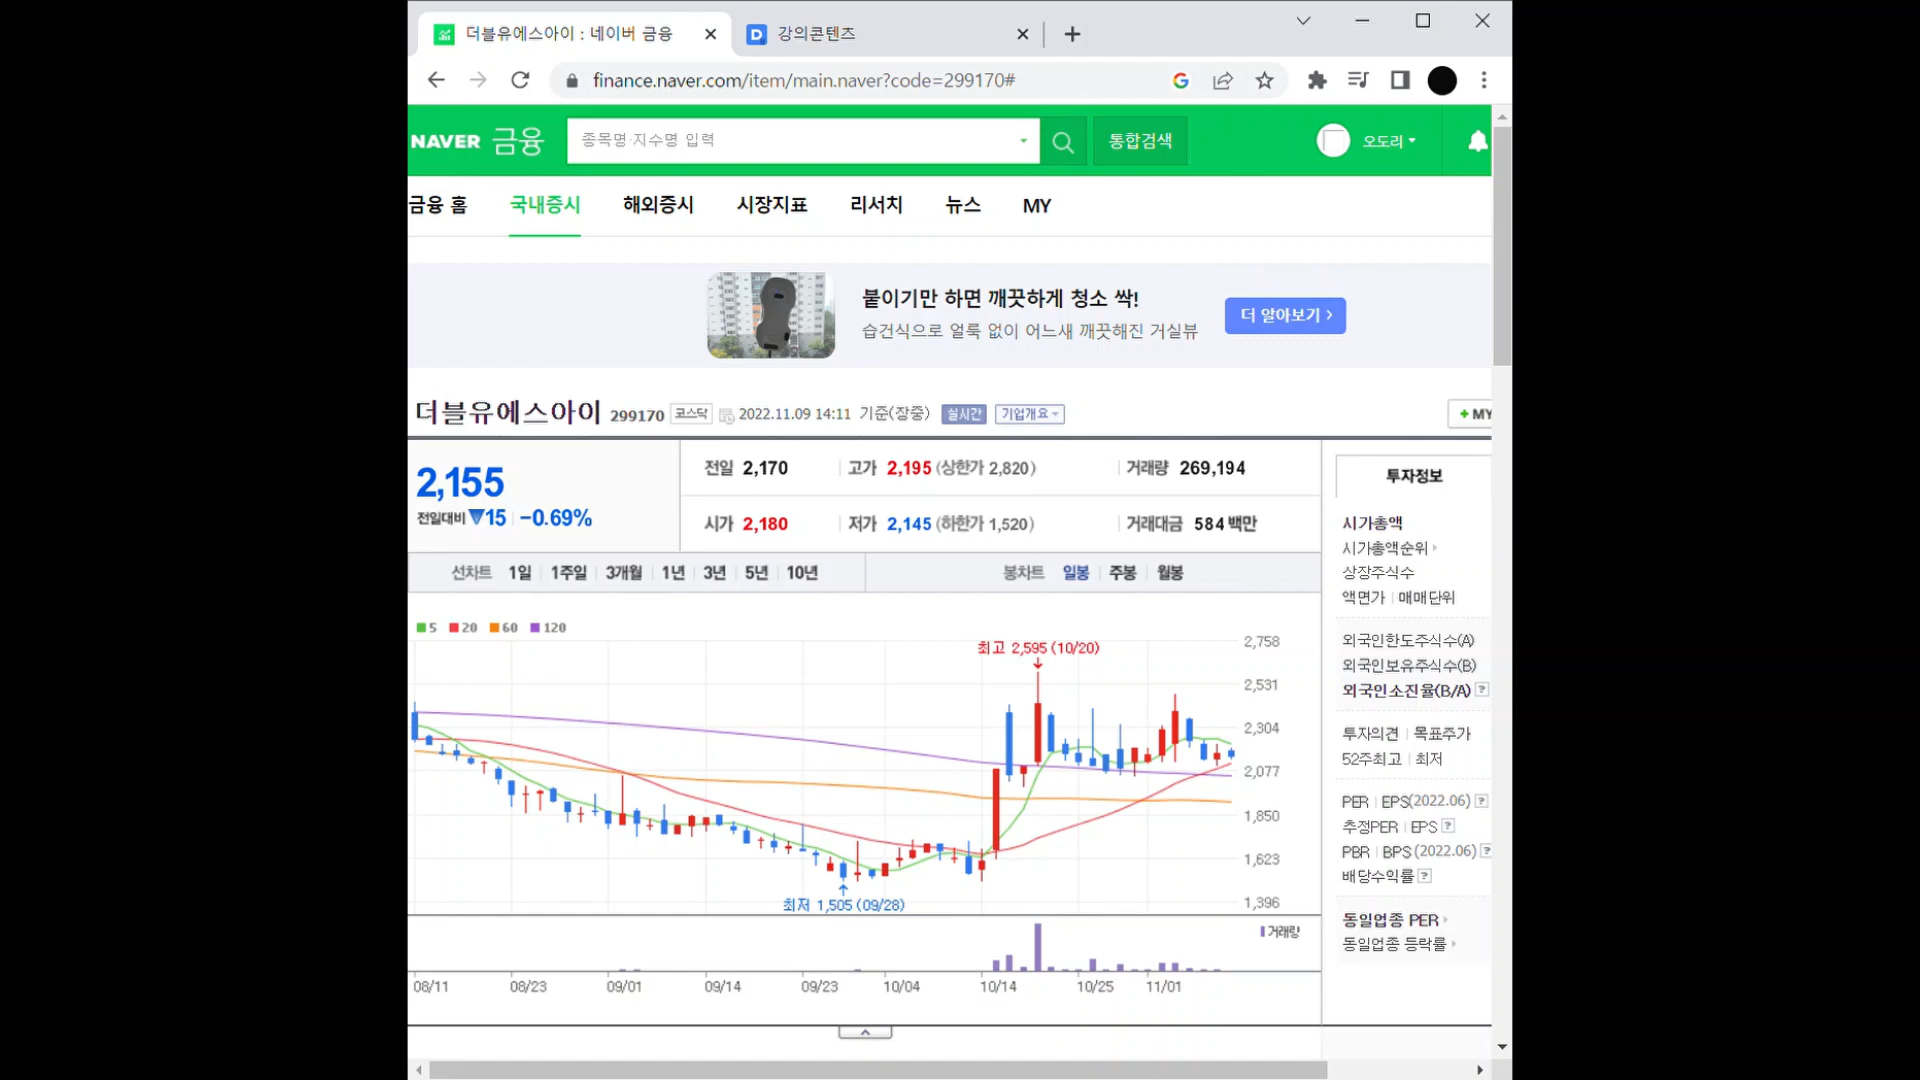 더블유에스아이 : 네이버 금융
강의콘텐츠
finance.naver.com/item/main.naver?code=299170#
NAVER 금융
종목명·지수명 입력
통합검색
오도리
금융 홈 국내증시 해외증시 시장지표 리서치 뉴스 MY
붙이기만 하면 깨끗하게 청소 싹!
습건식으로 얼룩 없이 어느새 깨끗해진 거실뷰
더 알아보기 >
더블유에스아이 299170 코스닥 2022.11.09 14:11 기준(장중) 실시간 기업개요
+ MY
2,155
전일대비 ▼15 | -0.69%
전일 2,170 고가 2,195 (상한가 2,820) 거래량 269,194
시가 2,180 저가 2,145 (하한가 1,520) 거래대금 584 백만
선차트 1일 1주일 3개월 1년 3년 5년 10년
봉차트 일봉 주봉 월봉
5 20 60 120
최고 2,595 (10/20)
최저 1,505 (09/28)
2,758
2,531
2,304
2,077
1,850
1,623
1,396
거래량
08/11 08/23 09/01 09/14 09/23 10/04 10/14 10/25 11/01
투자정보
시가총액
시가총액순위
상장주식수
액면가 | 매매단위
외국인한도주식수(A)
외국인보유주식수(B)
외국인소진율(B/A) ?
투자의견 | 목표주가
52주최고 | 최저
PER | EPS(2022.06) ?
추정PER | EPS ?
PBR | BPS (2022.06) ?
배당수익률 ?
동일업종 PER
동일업종 등락률